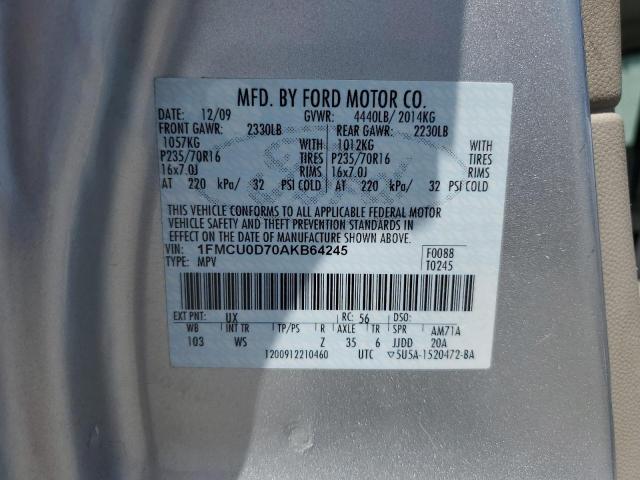 MFD. BY FORD MOTOR CO.
DATE: 12/09 GVWR: 4440LB/ 2014KG
FRONT GAWR: 2330LB REAR GAWR: 2230LB
1057KG WITH 1012KG WITH
P235/70R16 TIRES P235/70R16 TIRES
16x7.0J RIMS 16x7.0J RIMS
AT 220 kPa/ 32 PSI COLD AT 220 kPa/ 32 PSI COLD
THIS VEHICLE CONFORMS TO ALL APPLICABLE FEDERAL MOTOR
VEHICLE SAFETY AND THEFT PREVENTION STANDARDS IN
EFFECT ON THE DATE OF MANUFACTURE SHOWN ABOVE.
VIN: 1FMCU0D70AKB64245 F0088
TYPE: MPV T0245
EXT PNT: UX RC: 56 DSO:
WB INT TR TP/PS R AXLE TR SPR AM71A
103 WS Z 35 6 JJDD 20A
1200912210460 UTC ▽5U5A-1520472-BA